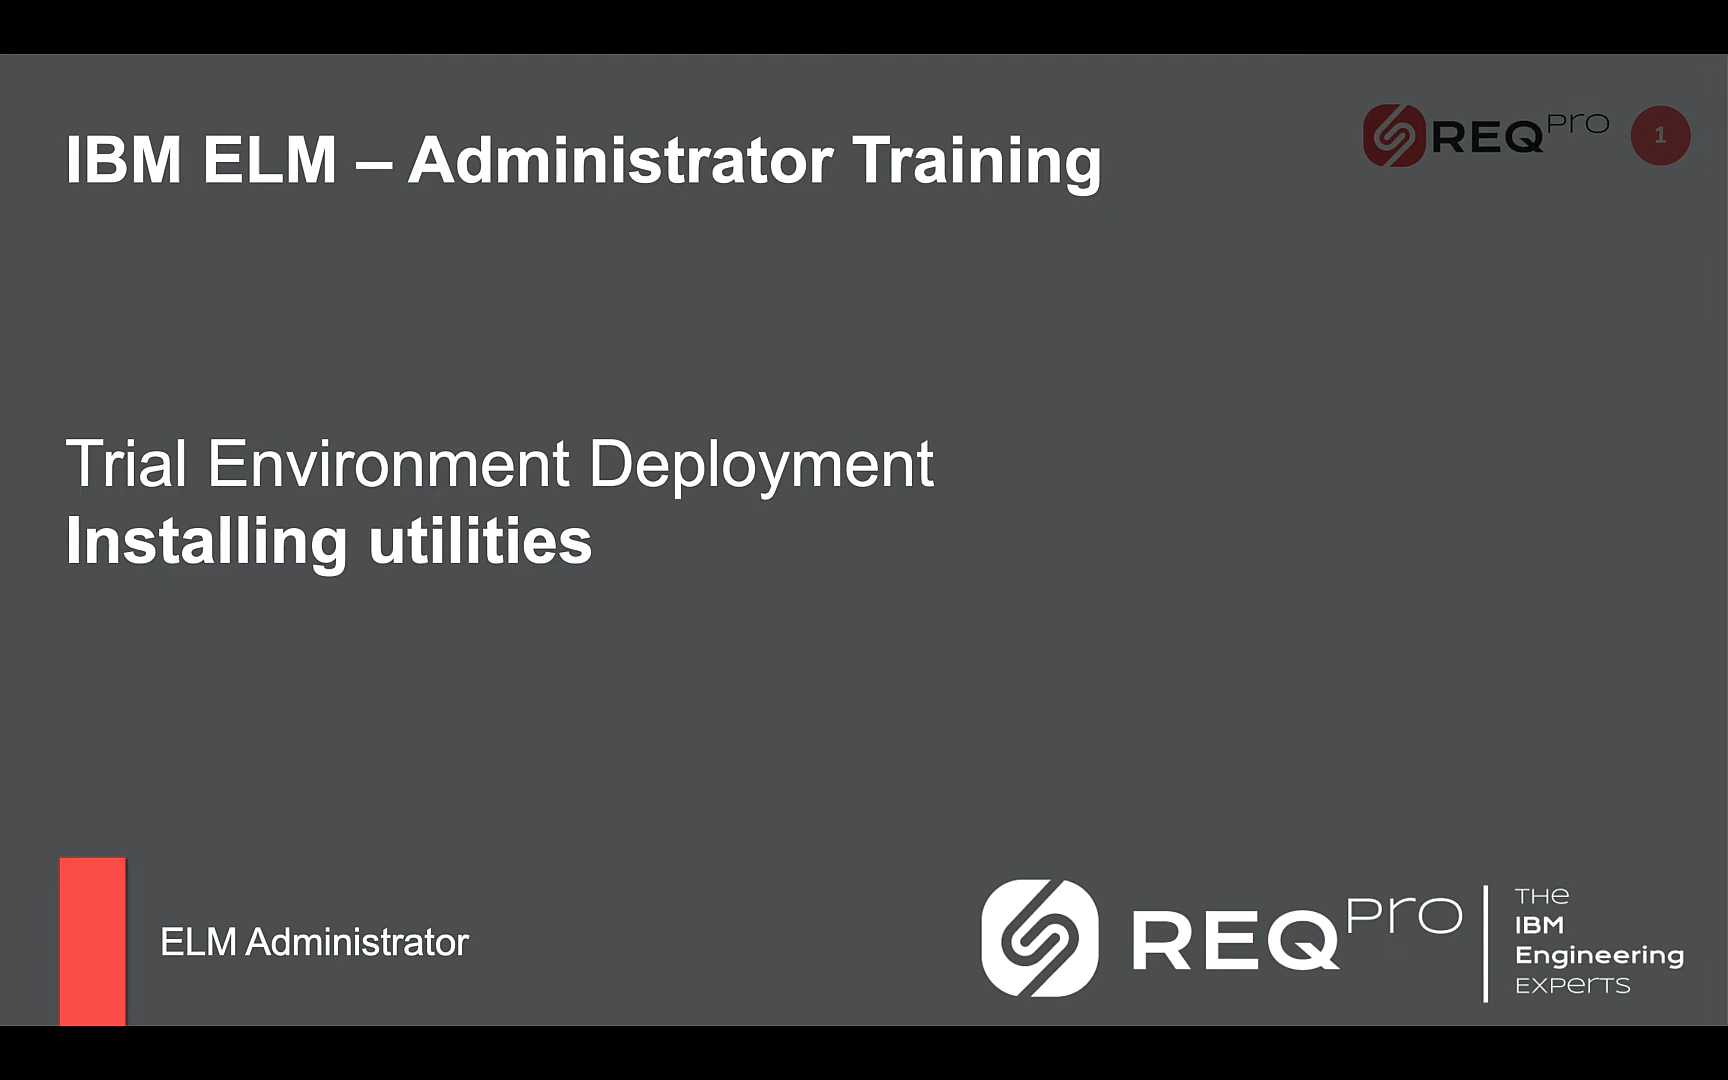 IBM ELM – Administrator Training
REQPRO 1
Trial Environment Deployment
Installing utilities
ELM Administrator
REQPRO
THE
IBM
Engineering
EXPERTS